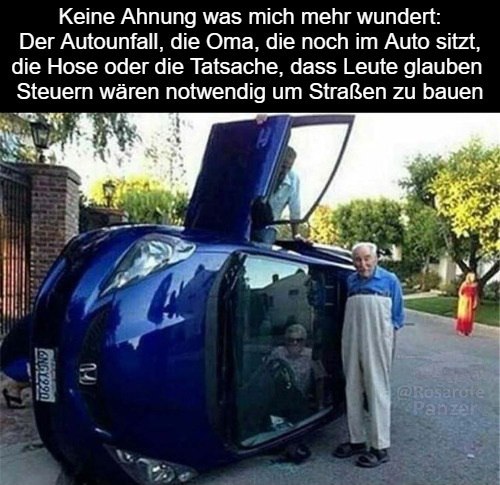 Keine Ahnung was mich mehr wundert:
Der Autounfall, die Oma, die noch im Auto sitzt,
die Hose oder die Tatsache, dass Leute glauben
Steuern wären notwendig um Straßen zu bauen
@Rosarote
Panzer